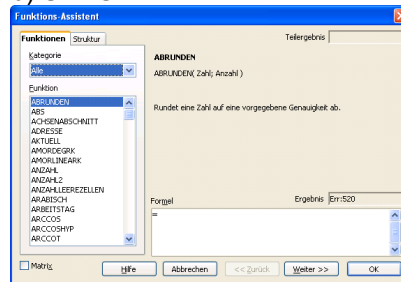 Funktions-Assistent
Funktionen Struktur
Teilergebnis
Kategorie
Alle
Funktion
ABRUNDEN
ABS
ACHSENABSCHNITT
ADRESSE
AKTUELL
AMORDEGRK
AMORLINEARK
ANZAHL
ANZAHL2
ANZAHLLEEREZELLEN
ARABISCH
ARBEITSTAG
ARCCOS
ARCCOSHYP
ARCCOT
ABRUNDEN
ABRUNDEN( Zahl; Anzahl )
Rundet eine Zahl auf eine vorgegebene Genauigkeit ab.
Formel
Ergebnis Err:520
=
Matrix
Hilfe
Abbrechen
<< Zurück
Weiter >>
OK